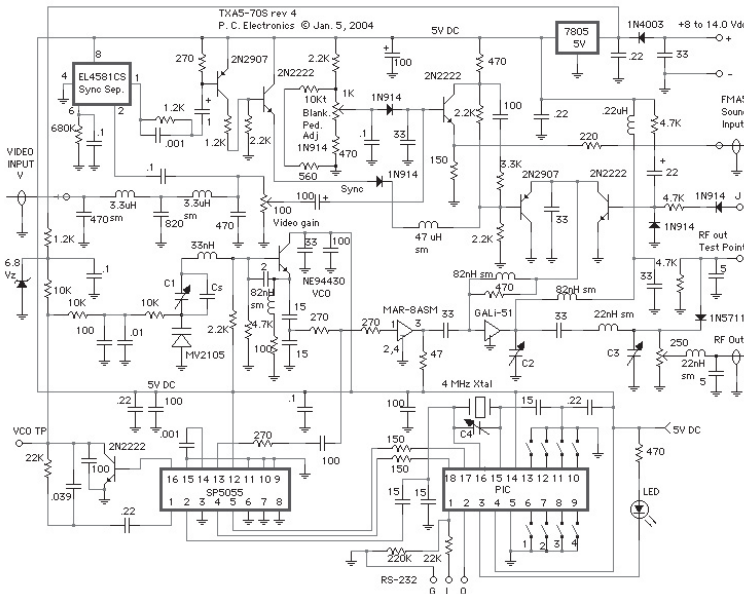 TXA5-70S rev 4
P. C. Electronics © Jan. 5, 2004
5V DC
7805
5V
1N4003
+8 to 14.0 Vdc
+
-
.22
33
8
EL4581CS
Sync Sep.
4
1
6
2
680K
.1
270
2N2907
2N2222
1.2K
.001
1
+
1.2K
2.2K
2.2K
10Kt
Blank.
Ped.
Adj
1N914
1K
470
560
+
100
1N914
.1
33
Sync
1N914
2N2222
470
2.2K
100
150
3.3K
2.2K
2N2907
2N2222
33
.22
.22uH
4.7K
220
FMA5
Sound
Input
+
22
4.7K
1N914
J
1N914
VIDEO
INPUT
V
.1
3.3uH
sm
3.3uH
sm
470
820
470
100
Video gain
100
+
47 uH
sm
1.2K
6.8
Vz
.1
10K
10K
10K
100
.01
33nH
C1
Cs
MV2105
2.2K
2
82nH
sm
4.7K
100
NE94430
VCO
33
100
15
15
270
270
MAR-8ASM
1
3
2,4
47
33
82nH sm
470
GALi-51
C2
82nH sm
33
22nH sm
C3
33
4.7K
RF out
Test Point
5
1N5711
250
RF Out
22nH
sm
5
5V DC
.22
100
.1
100
4 MHz Xtal
C4
15
.22
5V DC
470
LED
VCO TP
22K
2N2222
100
.039
.22
.001
270
100
150
150
16 15 14 13 12 11 10 9
SP5055
1 2 3 4 5 6 7 8
15
15
18 17 16 15 14 13 12 11 10
PIC
1 2 3 4 5 6 7 8 9
1 2 3 4
220K
22K
RS-232
G I O